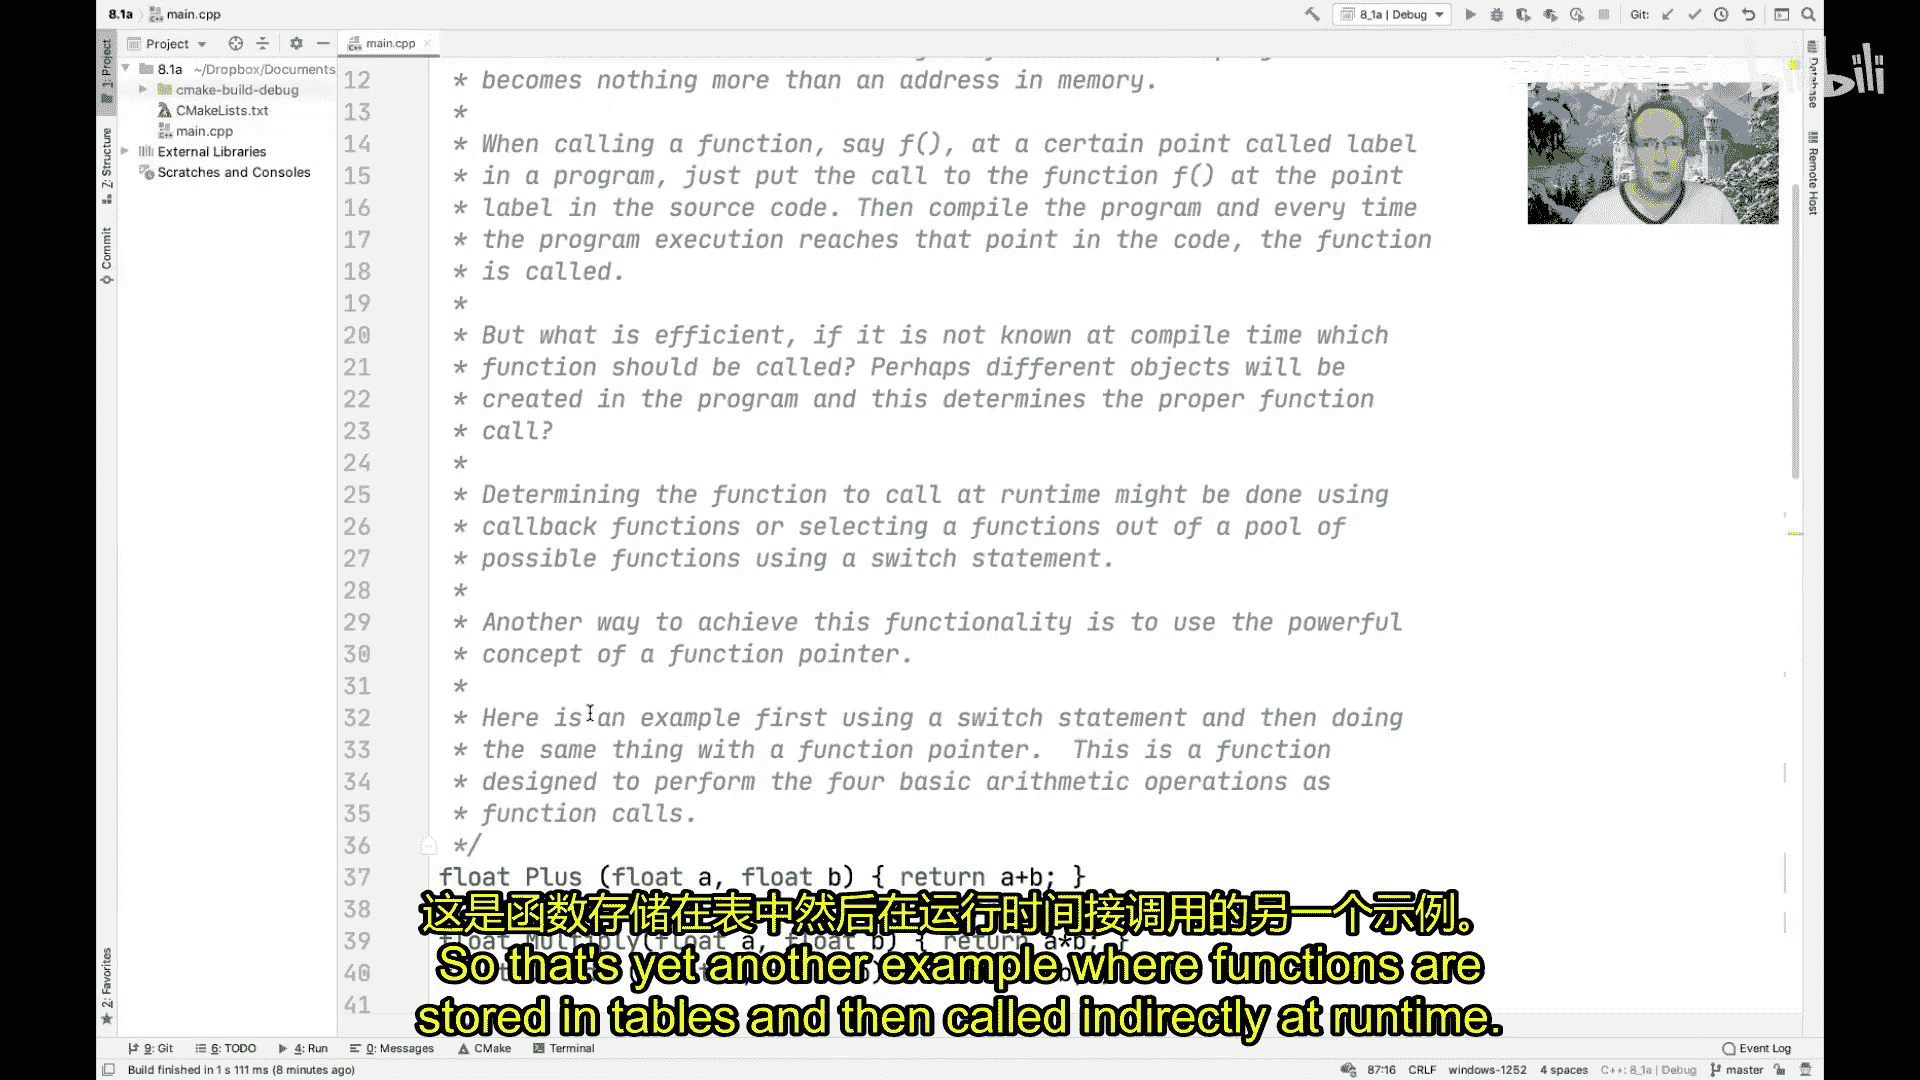 8.1a main.cpp
8_1a | Debug
Git:
Project
main.cpp
1: Project
8.1a ~/Dropbox/Documents
cmake-build-debug
CMakeLists.txt
main.cpp
External Libraries
Scratches and Consoles
Z: Structure
Commit
2: Favorites
Database
Remote Host
bilibili
12 * becomes nothing more than an address in memory.
13 *
14 * When calling a function, say f(), at a certain point called label
15 * in a program, just put the call to the function f() at the point
16 * label in the source code. Then compile the program and every time
17 * the program execution reaches that point in the code, the function
18 * is called.
19 *
20 * But what is efficient, if it is not known at compile time which
21 * function should be called? Perhaps different objects will be
22 * created in the program and this determines the proper function
23 * call?
24 *
25 * Determining the function to call at runtime might be done using
26 * callback functions or selecting a functions out of a pool of
27 * possible functions using a switch statement.
28 *
29 * Another way to achieve this functionality is to use the powerful
30 * concept of a function pointer.
31 *
32 * Here is an example first using a switch statement and then doing
33 * the same thing with a function pointer.  This is a function
34 * designed to perform the four basic arithmetic operations as
35 * function calls.
36 */
37 float Plus (float a, float b) { return a+b; }
38
39 float Multiply(float a, float b) { return a*b; }
40
41
这是函数存储在表中然后在运行时间接调用的另一个示例。
So that's yet another example where functions are
stored in tables and then called indirectly at runtime.
9: Git 6: TODO 4: Run 0: Messages CMake Terminal Event Log
Build finished in 1 s 111 ms (8 minutes ago) 87:16 CRLF windows-1252 4 spaces C++: 8_1a | Debug master